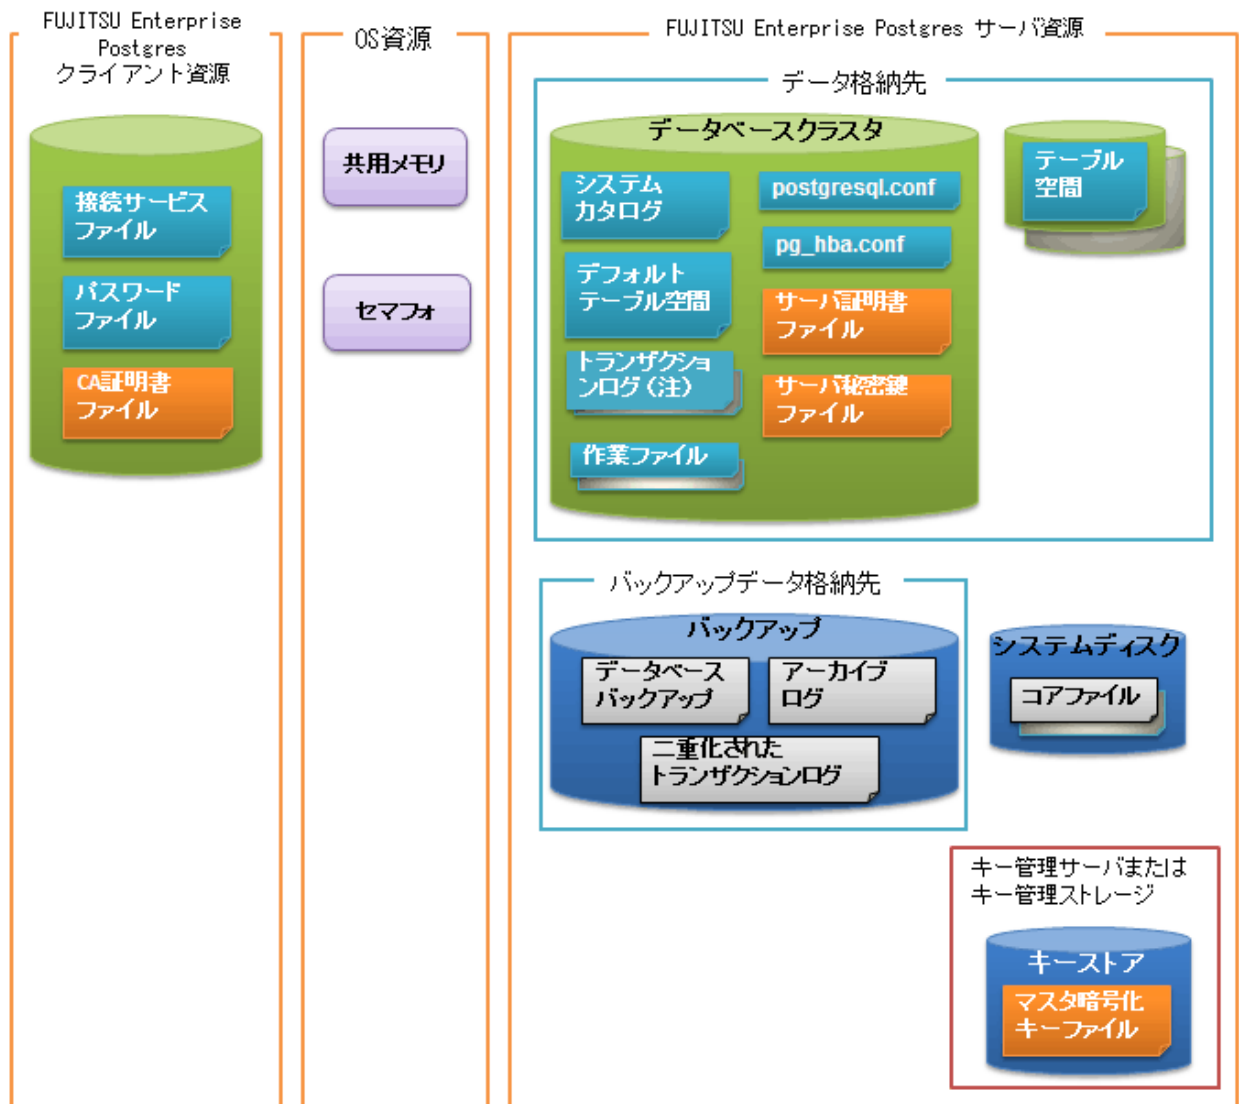 FUJITSU Enterprise
Postgres
クライアント資源
接続サービス
ファイル
パスワード
ファイル
CA証明書
ファイル
OS資源
共用メモリ
セマフォ
FUJITSU Enterprise Postgres サーバ資源
データ格納先
データベースクラスタ
システム
カタログ
デフォルト
テーブル空間
トランザクショ
ンログ(注)
作業ファイル
postgresql.conf
pg_hba.conf
サーバ証明書
ファイル
サーバ秘密鍵
ファイル
テーブル
空間
バックアップデータ格納先
バックアップ
データベース
バックアップ
アーカイブ
ログ
二重化された
トランザクションログ
システムディスク
コアファイル
キー管理サーバまたは
キー管理ストレージ
キーストア
マスタ暗号化
キーファイル